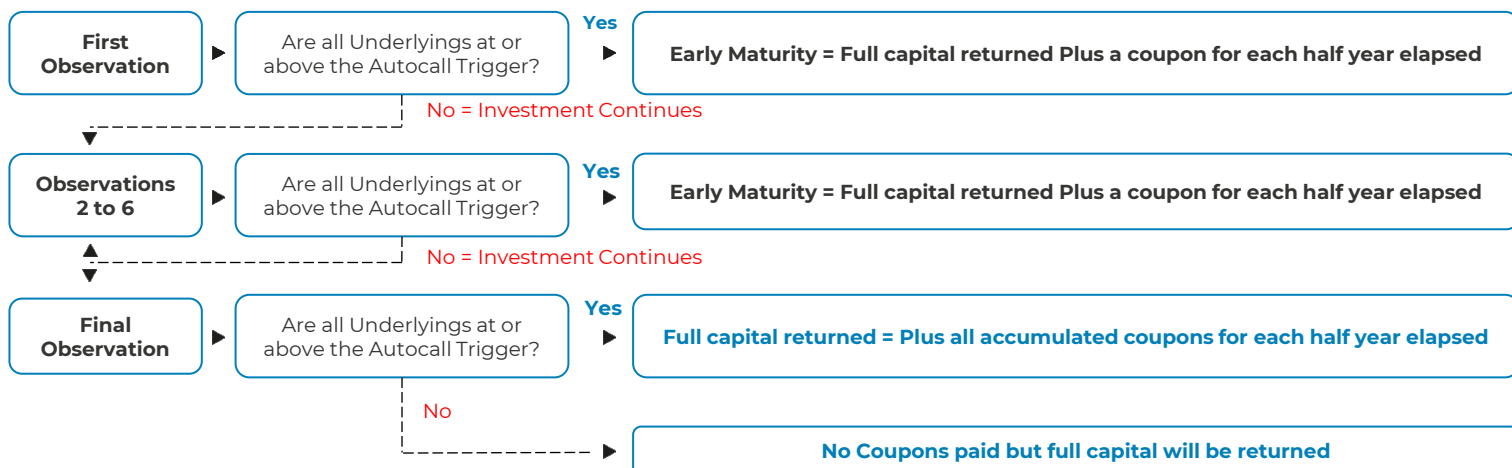 First
Observation
Are all Underlyings at or
above the Autocall Trigger?
Yes
Early Maturity = Full capital returned Plus a coupon for each half year elapsed
No = Investment Continues
Observations
2 to 6
Are all Underlyings at or
above the Autocall Trigger?
Yes
Early Maturity = Full capital returned Plus a coupon for each half year elapsed
No = Investment Continues
Final
Observation
Are all Underlyings at or
above the Autocall Trigger?
Yes
Full capital returned = Plus all accumulated coupons for each half year elapsed
No
No Coupons paid but full capital will be returned